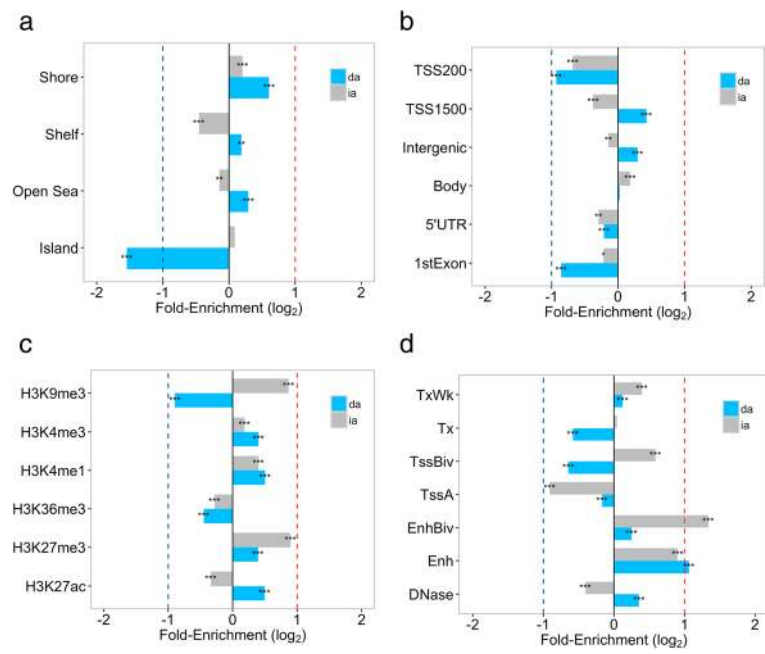 a
Shore
Shelf
Open Sea
Island
***
***
***
**
**
***
***
da
ia
-2 -1 0 1 2
Fold-Enrichment (log2)
b
TSS200
TSS1500
Intergenic
Body
5'UTR
1stExon
***
***
***
***
**
***
***
**
***
*
***
da
ia
-2 -1 0 1 2
Fold-Enrichment (log2)
c
H3K9me3
H3K4me3
H3K4me1
H3K36me3
H3K27me3
H3K27ac
***
***
***
***
***
***
***
***
***
***
***
***
da
ia
-2 -1 0 1 2
Fold-Enrichment (log2)
d
TxWk
Tx
TssBiv
TssA
EnhBiv
Enh
DNase
***
***
***
***
***
***
***
***
***
***
***
***
***
da
ia
-2 -1 0 1 2
Fold-Enrichment (log2)